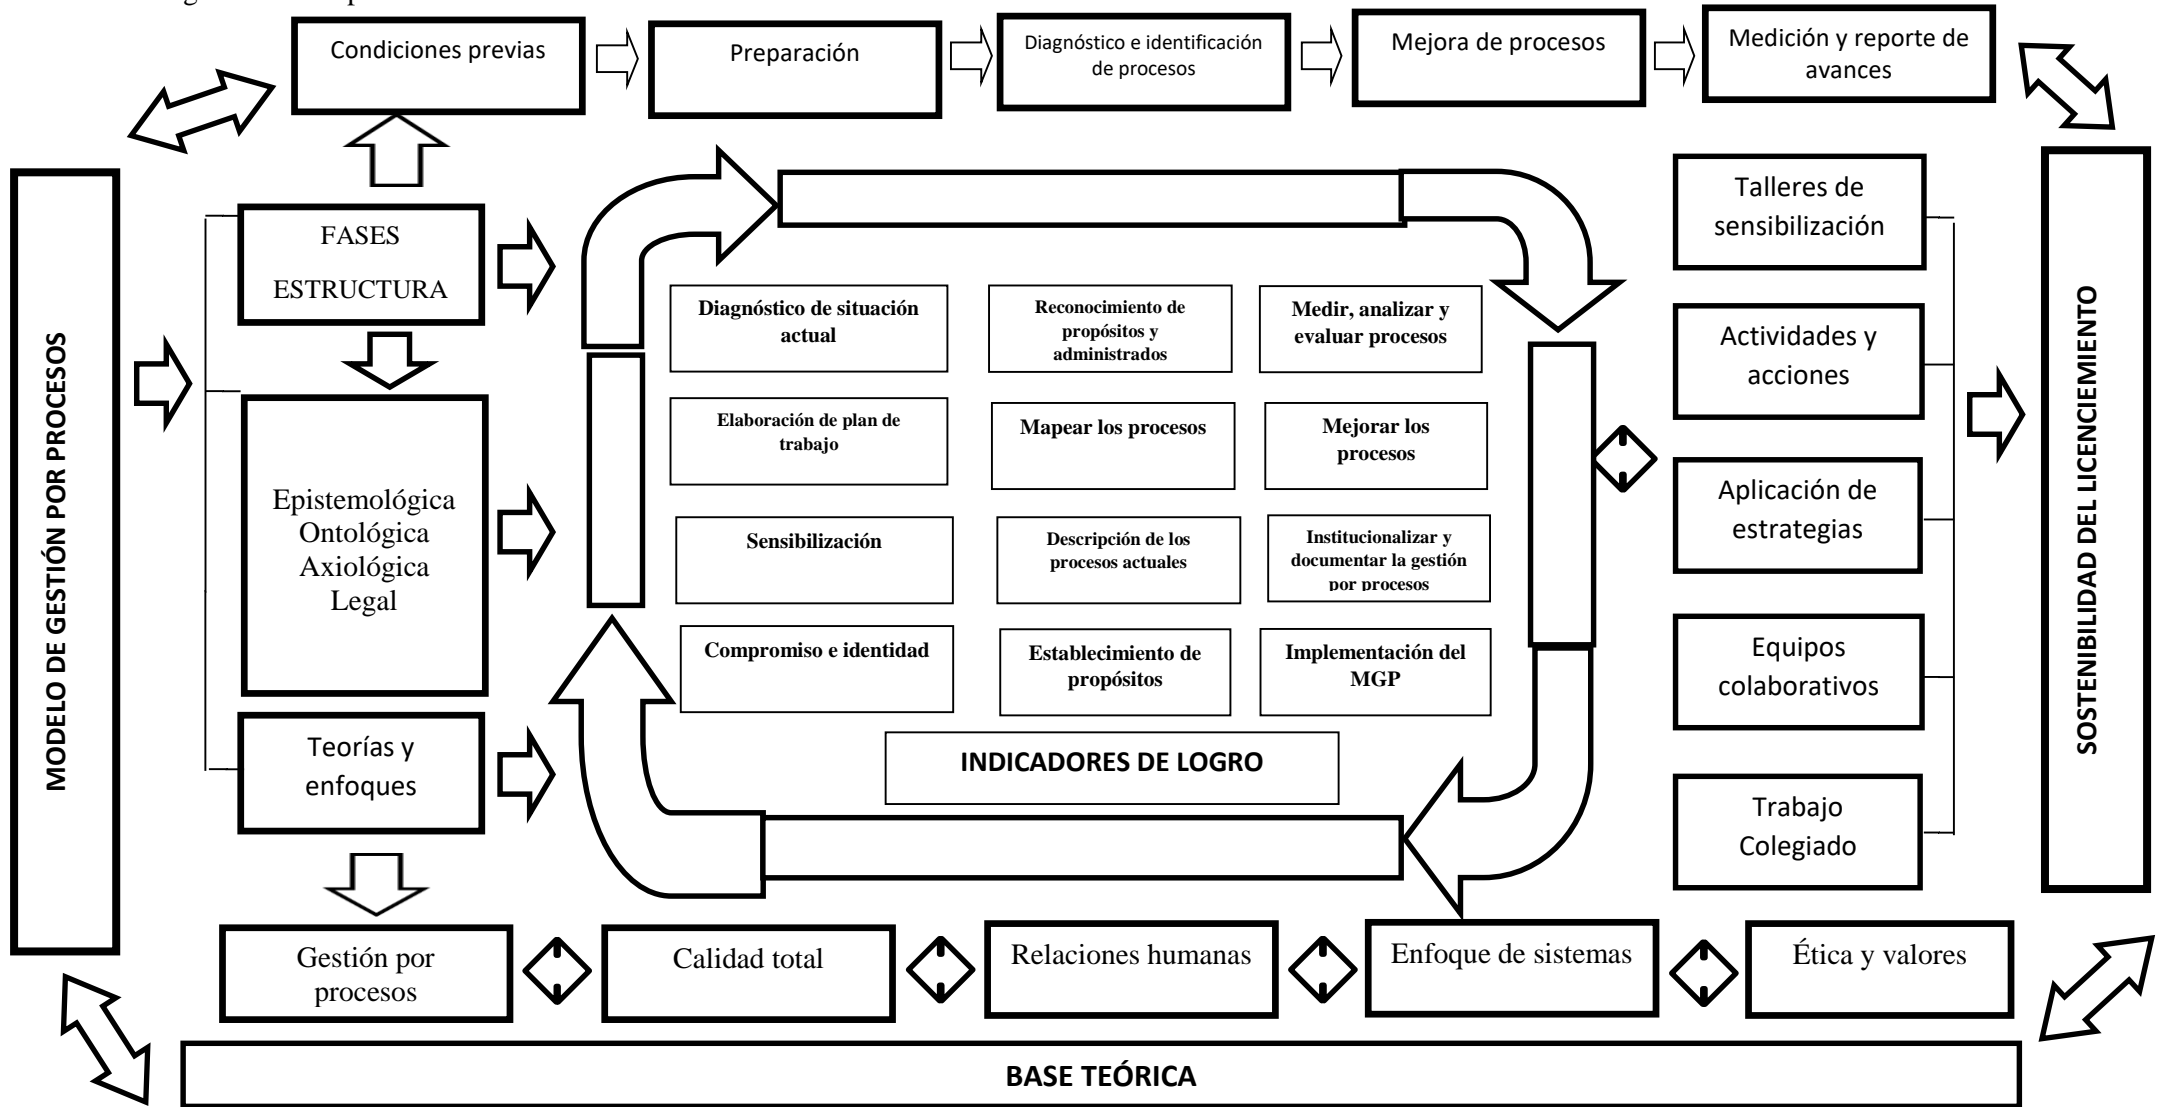 Condiciones previas
Preparación
Diagnóstico e identificación
de procesos
Mejora de procesos
Medición y reporte de
avances
MODELO DE GESTIÓN POR PROCESOS
FASES
ESTRUCTURA
Epistemológica
Ontológica
Axiológica
Legal
Teorías y
enfoques
Diagnóstico de situación
actual
Reconocimiento de
propósitos y
administrados
Medir, analizar y
evaluar procesos
Elaboración de plan de
trabajo
Mapear los procesos
Mejorar los
procesos
Sensibilización
Descripción de los
procesos actuales
Institucionalizar y
documentar la gestión
por procesos
Compromiso e identidad
Establecimiento de
propósitos
Implementación del
MGP
INDICADORES DE LOGRO
Talleres de
sensibilización
Actividades y
acciones
Aplicación de
estrategias
Equipos
colaborativos
Trabajo
Colegiado
SOSTENIBILIDAD DEL LICENCIEMIENTO
Gestión por
procesos
Calidad total
Relaciones humanas
Enfoque de sistemas
Ética y valores
BASE TEÓRICA